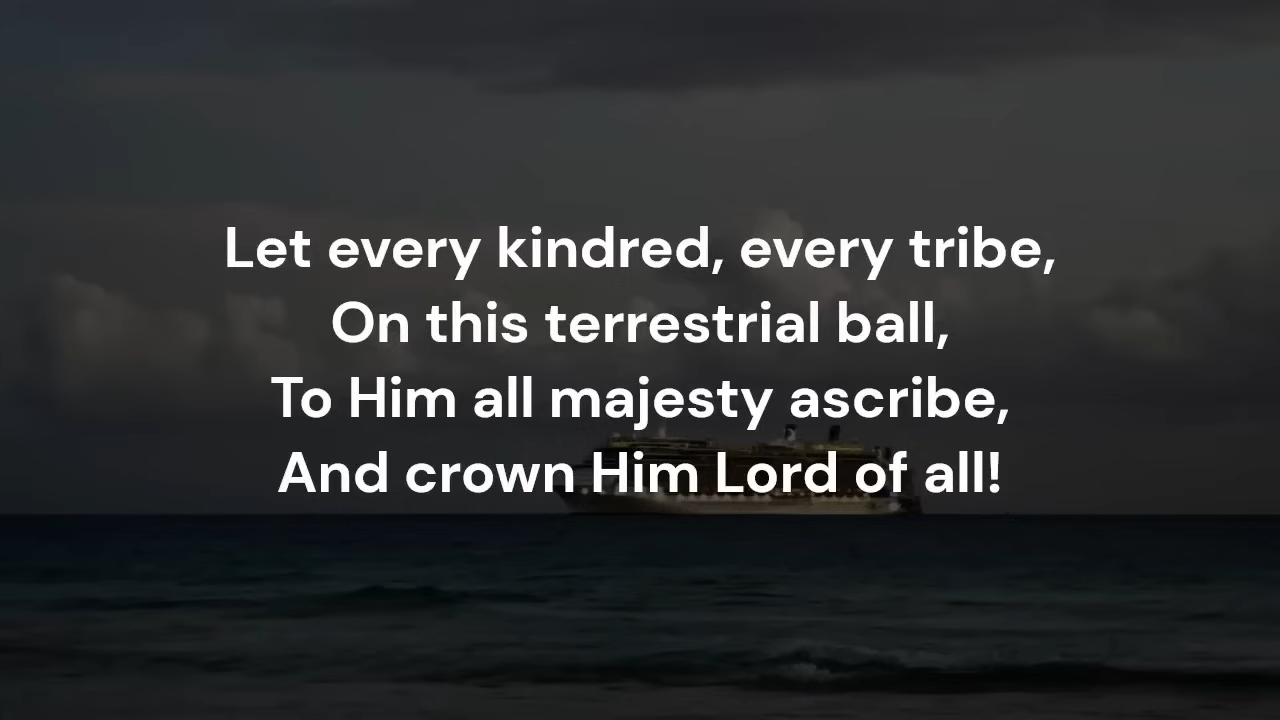 Let every kindred, every tribe,
On this terrestrial ball,
To Him all majesty ascribe,
And crown Him Lord of all!